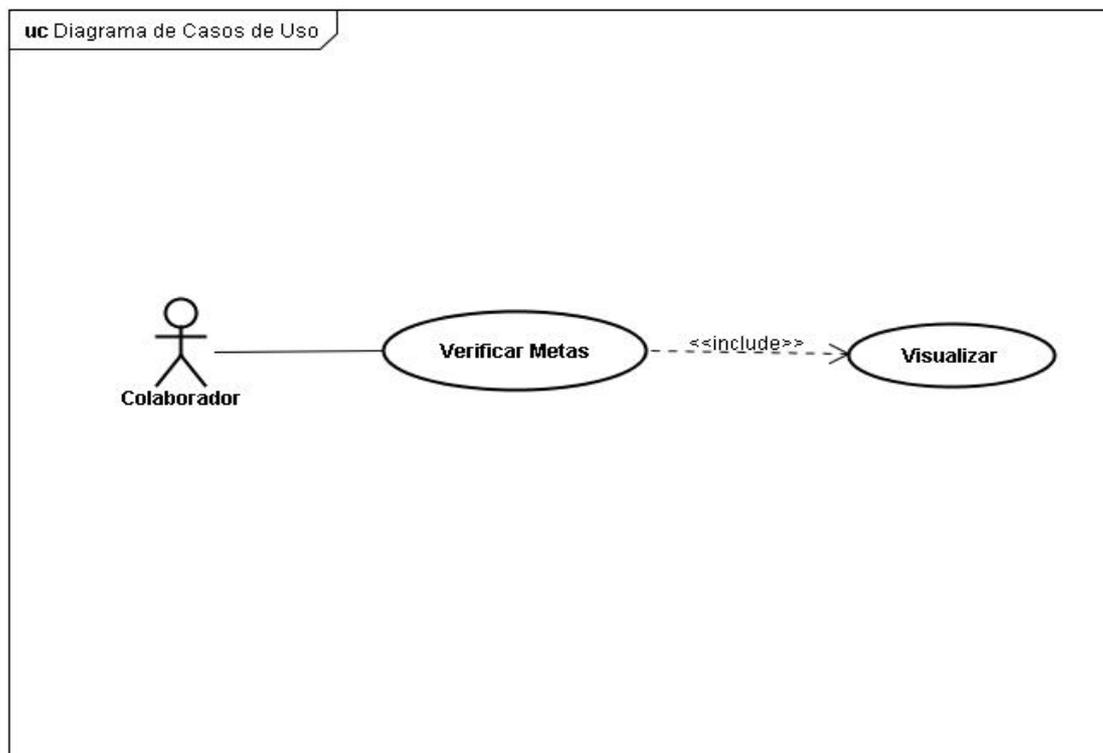 uc Diagrama de Casos de Uso
Verificar Metas
<<include>>
Visualizar
Colaborador